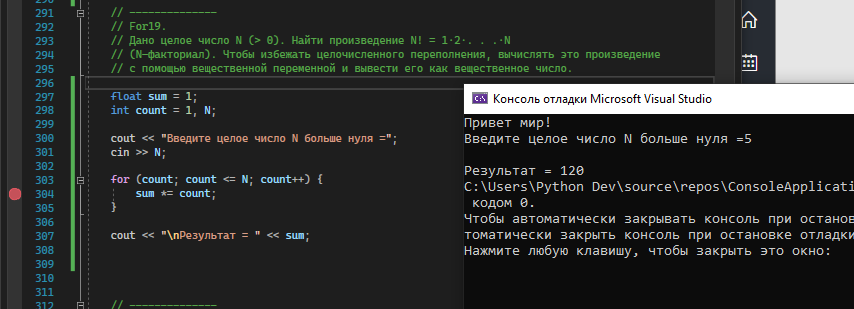 290
291 // --------------
292 // For19.
293 // Дано целое число N (> 0). Найти произведение N! = 1·2·. . .·N
294 // (N-факториал). Чтобы избежать целочисленного переполнения, вычислять это произведение
295 // с помощью вещественной переменной и вывести его как вещественное число.
296
297 float sum = 1;
298 int count = 1, N;
299
300 cout << "Введите целое число N больше нуля =";
301 cin >> N;
302
303 for (count; count <= N; count++) {
304 sum *= count;
305 }
306
307 cout << "\nРезультат = " << sum;
308
309
310
311
312 // --------------
Консоль отладки Microsoft Visual Studio
Привет мир!
Введите целое число N больше нуля =5
Результат = 120
C:\Users\Python Dev\source\repos\ConsoleApplicati
кодом 0.
Чтобы автоматически закрывать консоль при останов
томатически закрыть консоль при остановке отладки
Нажмите любую клавишу, чтобы закрыть это окно: